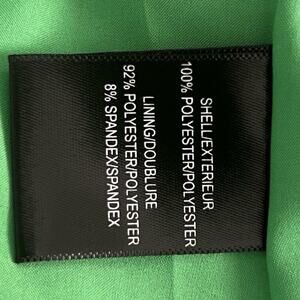 SHELL/EXTERIEUR
100% POLYESTER/POLYESTER
LINING/DOUBLURE
92% POLYESTER/POLYESTER
8% SPANDEX/SPANDEX